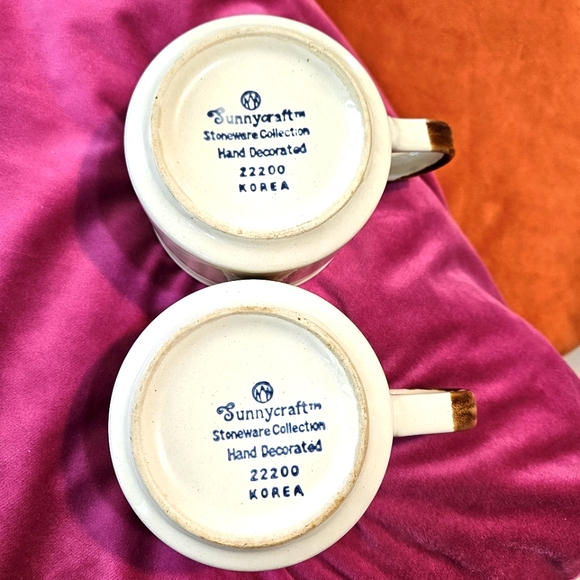 Sunnycraft™
Stoneware Collection
Hand Decorated
22200
KOREA
Sunnycraft™
Stoneware Collection
Hand Decorated
22200
KOREA